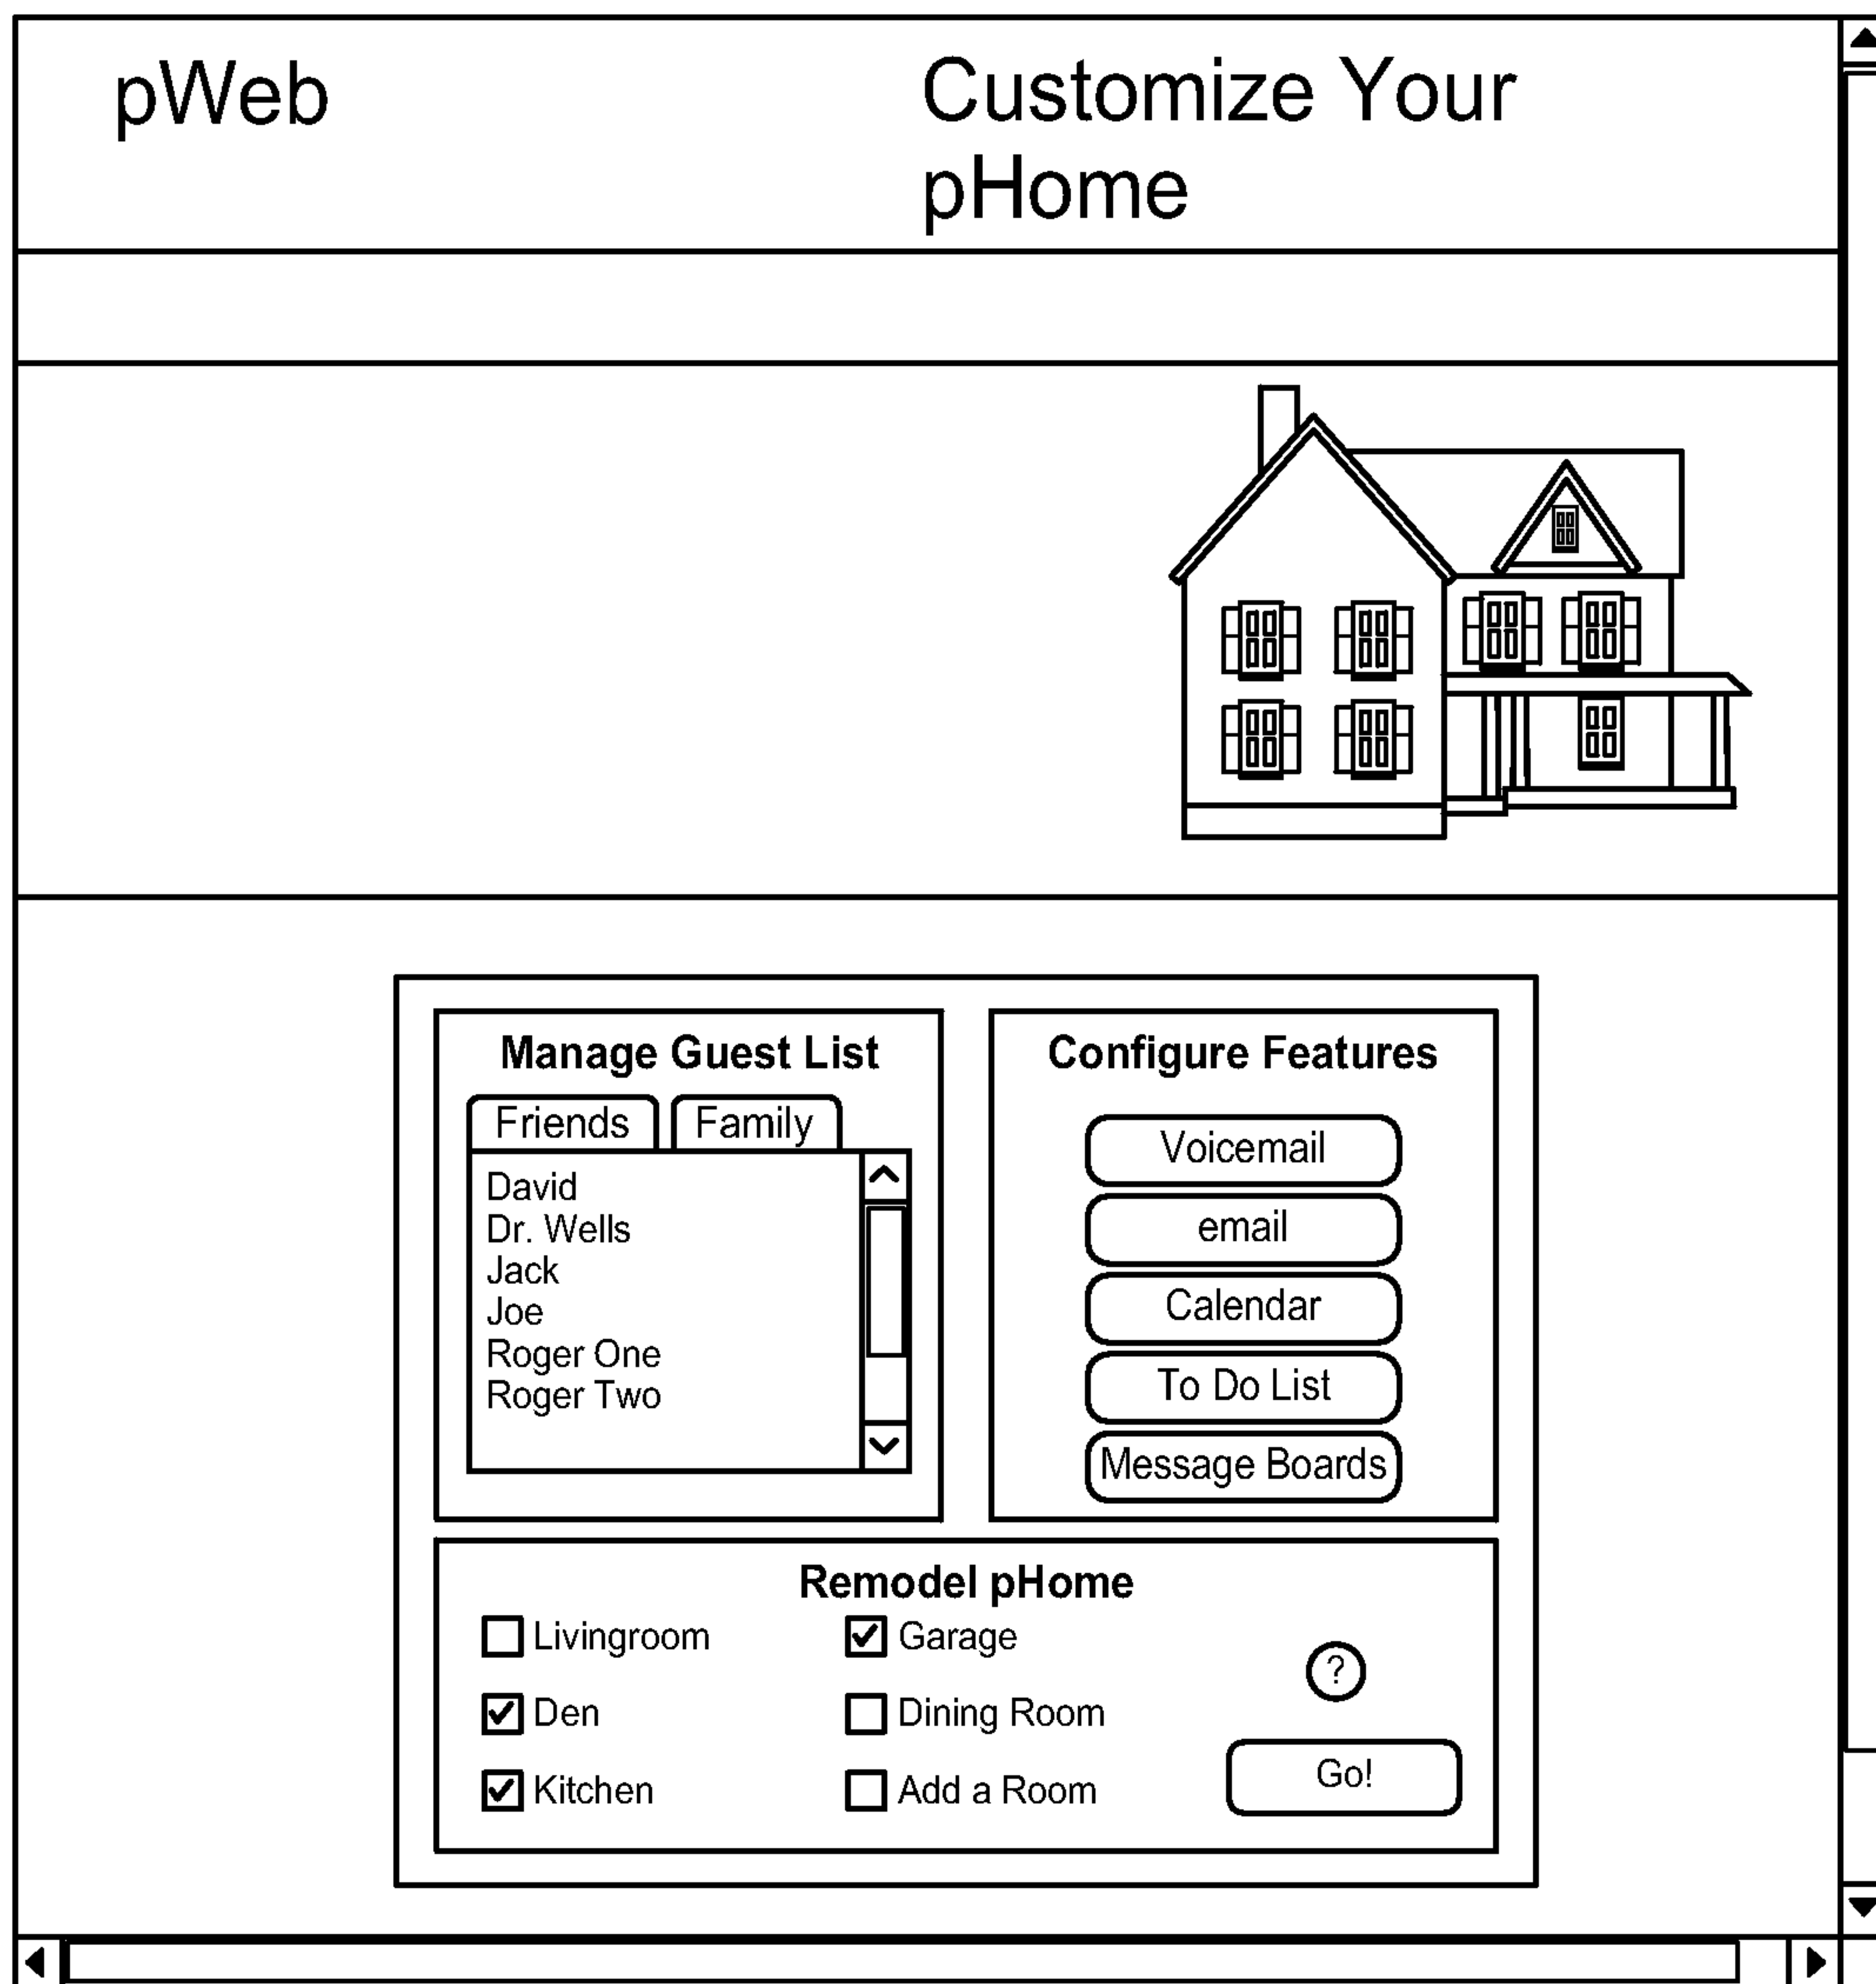 pWeb
Customize Your
pHome
Manage Guest List
Friends
Family
David
Dr. Wells
Jack
Joe
Roger One
Roger Two
Configure Features
Voicemail
email
Calendar
To Do List
Message Boards
Remodel pHome
Livingroom
Garage
?
Den
Dining Room
Kitchen
Add a Room
Go!